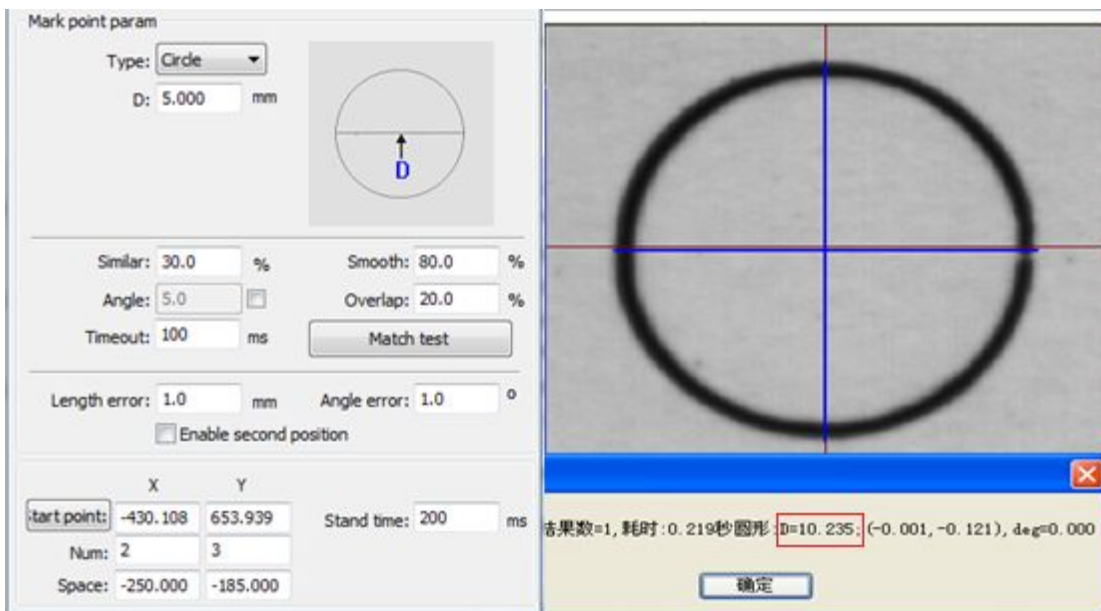 Mark point param
Type: Circle
D: 5.000 mm
D
Similar: 30.0 % Smooth: 80.0 %
Angle: 5.0 Overlap: 20.0 %
Timeout: 100 ms Match test
Length error: 1.0 mm Angle error: 1.0 °
Enable second position
X Y
tart point: -430.108 653.939 Stand time: 200 ms
Num: 2 3
Space: -250.000 -185.000
结果数=1,耗时:0.219秒圆形:D=10.235;(-0.001,-0.121),deg=0.000
确定